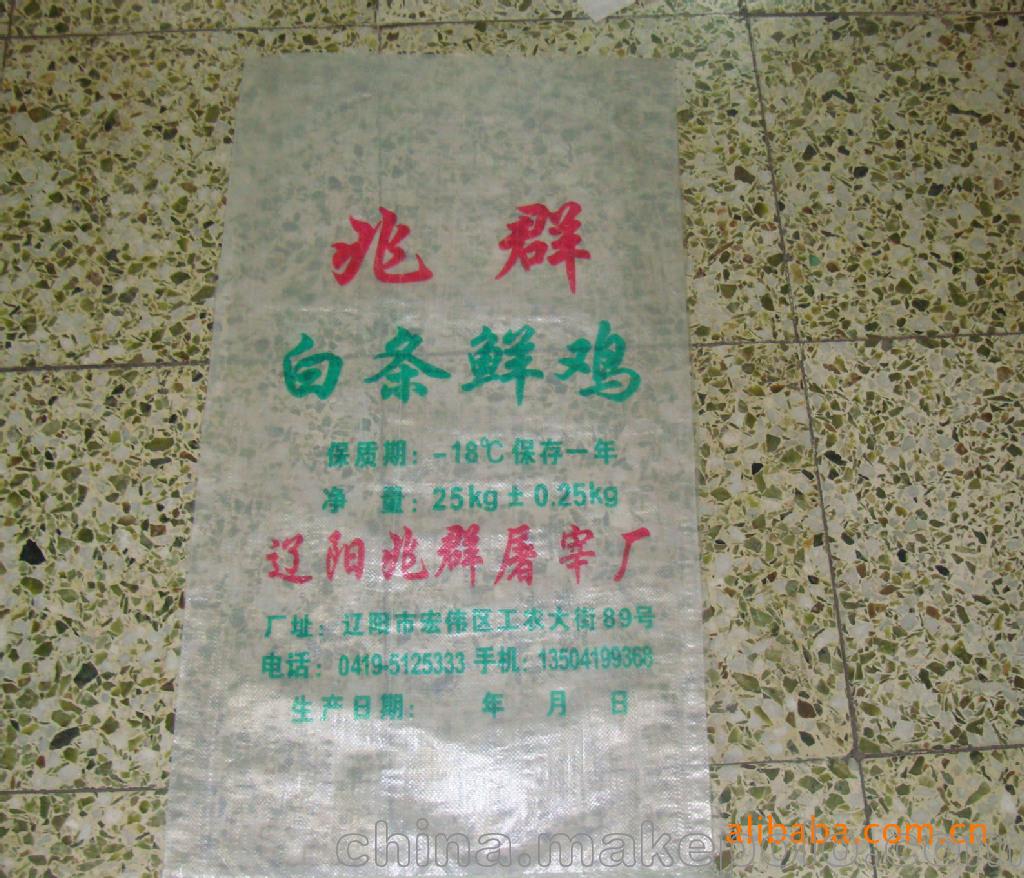 兆 群
白条鲜鸡
保质期：-18℃保存一年
净 量：25kg±0.25kg
辽阳兆群屠宰厂
厂址：辽阳市宏伟区工农大街89号
电话：0419-5125333 手机：13504199368
生产日期： 年 月 日
alibaba.com.cn
china.make